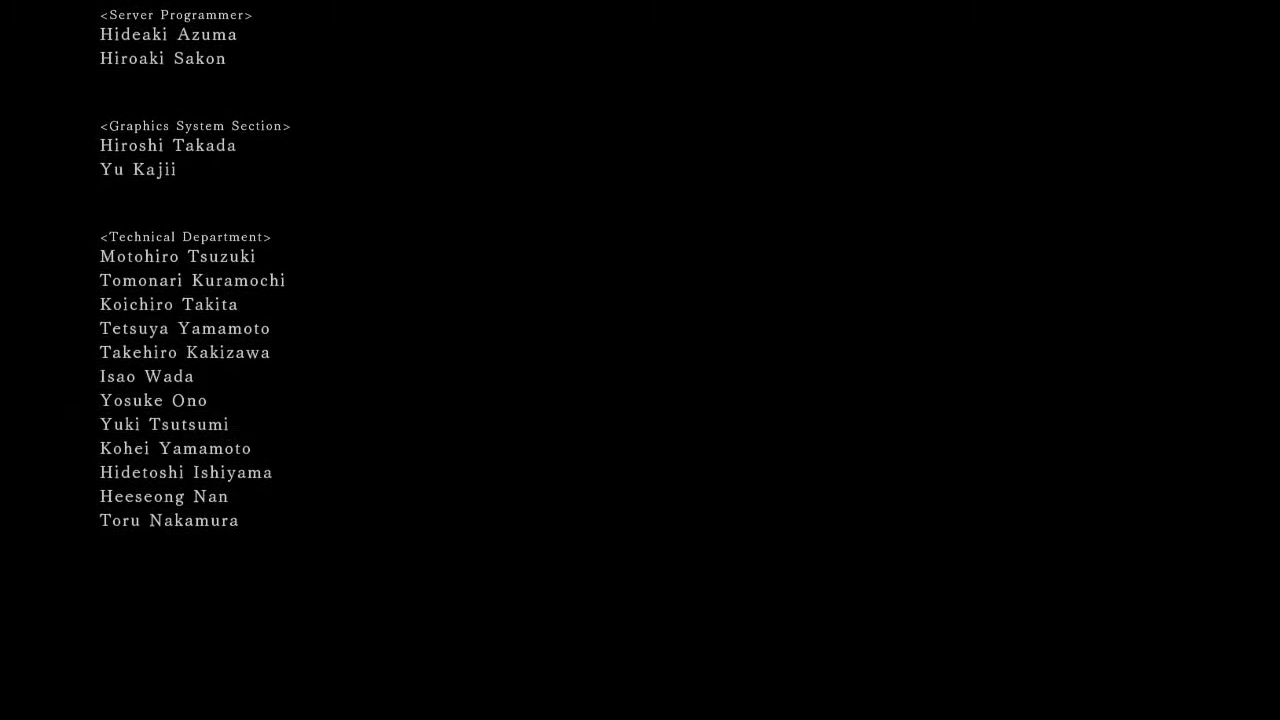 <Server Programmer>
Hideaki Azuma
Hiroaki Sakon
<Graphics System Section>
Hiroshi Takada
Yu Kajii
<Technical Department>
Motohiro Tsuzuki
Tomonari Kuramochi
Koichiro Takita
Tetsuya Yamamoto
Takehiro Kakizawa
Isao Wada
Yosuke Ono
Yuki Tsutsumi
Kohei Yamamoto
Hidetoshi Ishiyama
Heeseong Nan
Toru Nakamura